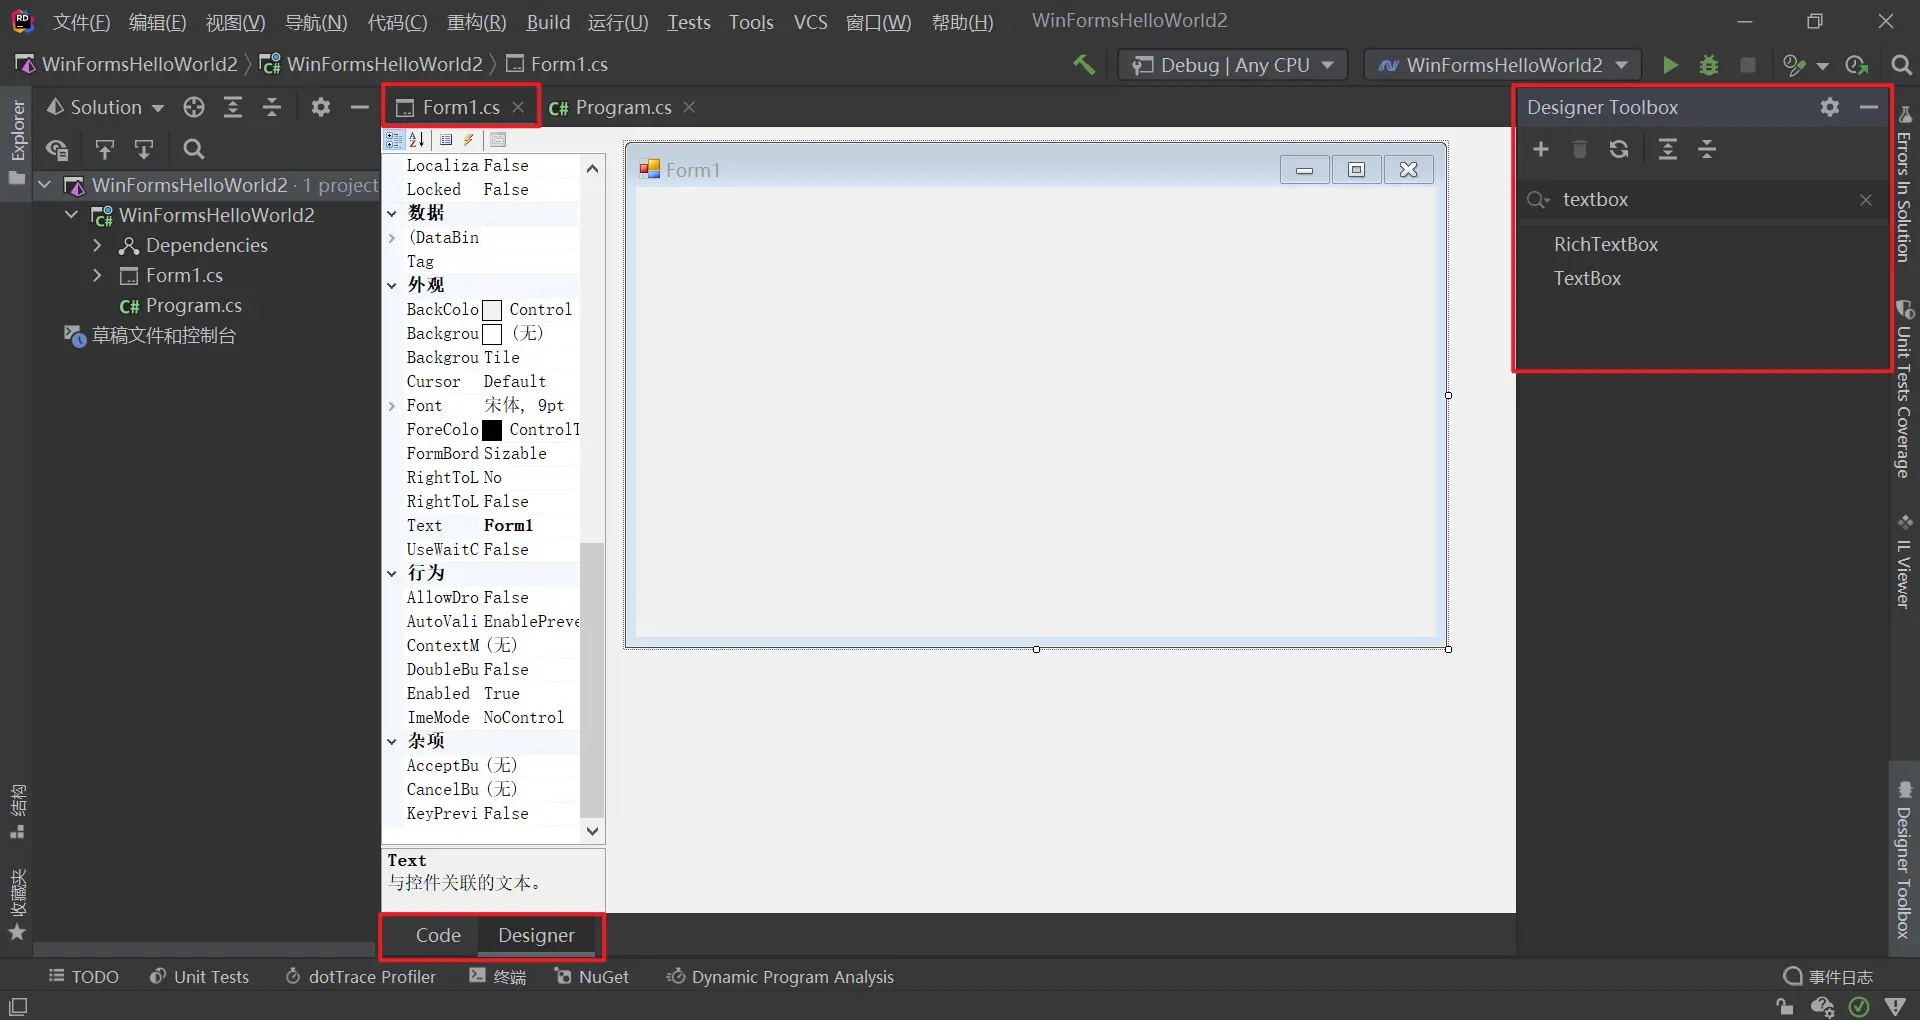 文件(F) 编辑(E) 视图(V) 导航(N) 代码(C) 重构(R) Build 运行(U) Tests Tools VCS 窗口(W) 帮助(H) WinFormsHelloWorld2
WinFormsHelloWorld2 WinFormsHelloWorld2 Form1.cs Debug | Any CPU WinFormsHelloWorld2
Explorer
Solution
WinFormsHelloWorld2 · 1 project
WinFormsHelloWorld2
Dependencies
Form1.cs
C# Program.cs
草稿文件和控制台
结构
收藏夹
Form1.cs C# Program.cs
Localiza False
Locked False
数据
(DataBin
Tag
外观
BackColo Control
Backgrou (无)
Backgrou Tile
Cursor Default
Font 宋体, 9pt
ForeColo ControlT
FormBord Sizable
RightToL No
RightToL False
Text Form1
UseWaitC False
行为
AllowDro False
AutoVali EnablePreve
ContextM (无)
DoubleBu False
Enabled True
ImeMode NoControl
杂项
AcceptBu (无)
CancelBu (无)
KeyPrevi False
Text
与控件关联的文本。
Code Designer
Form1
Designer Toolbox
textbox
RichTextBox
TextBox
Errors In Solution
Unit Tests Coverage
IL Viewer
Designer Toolbox
TODO Unit Tests dotTrace Profiler 终端 NuGet Dynamic Program Analysis 事件日志